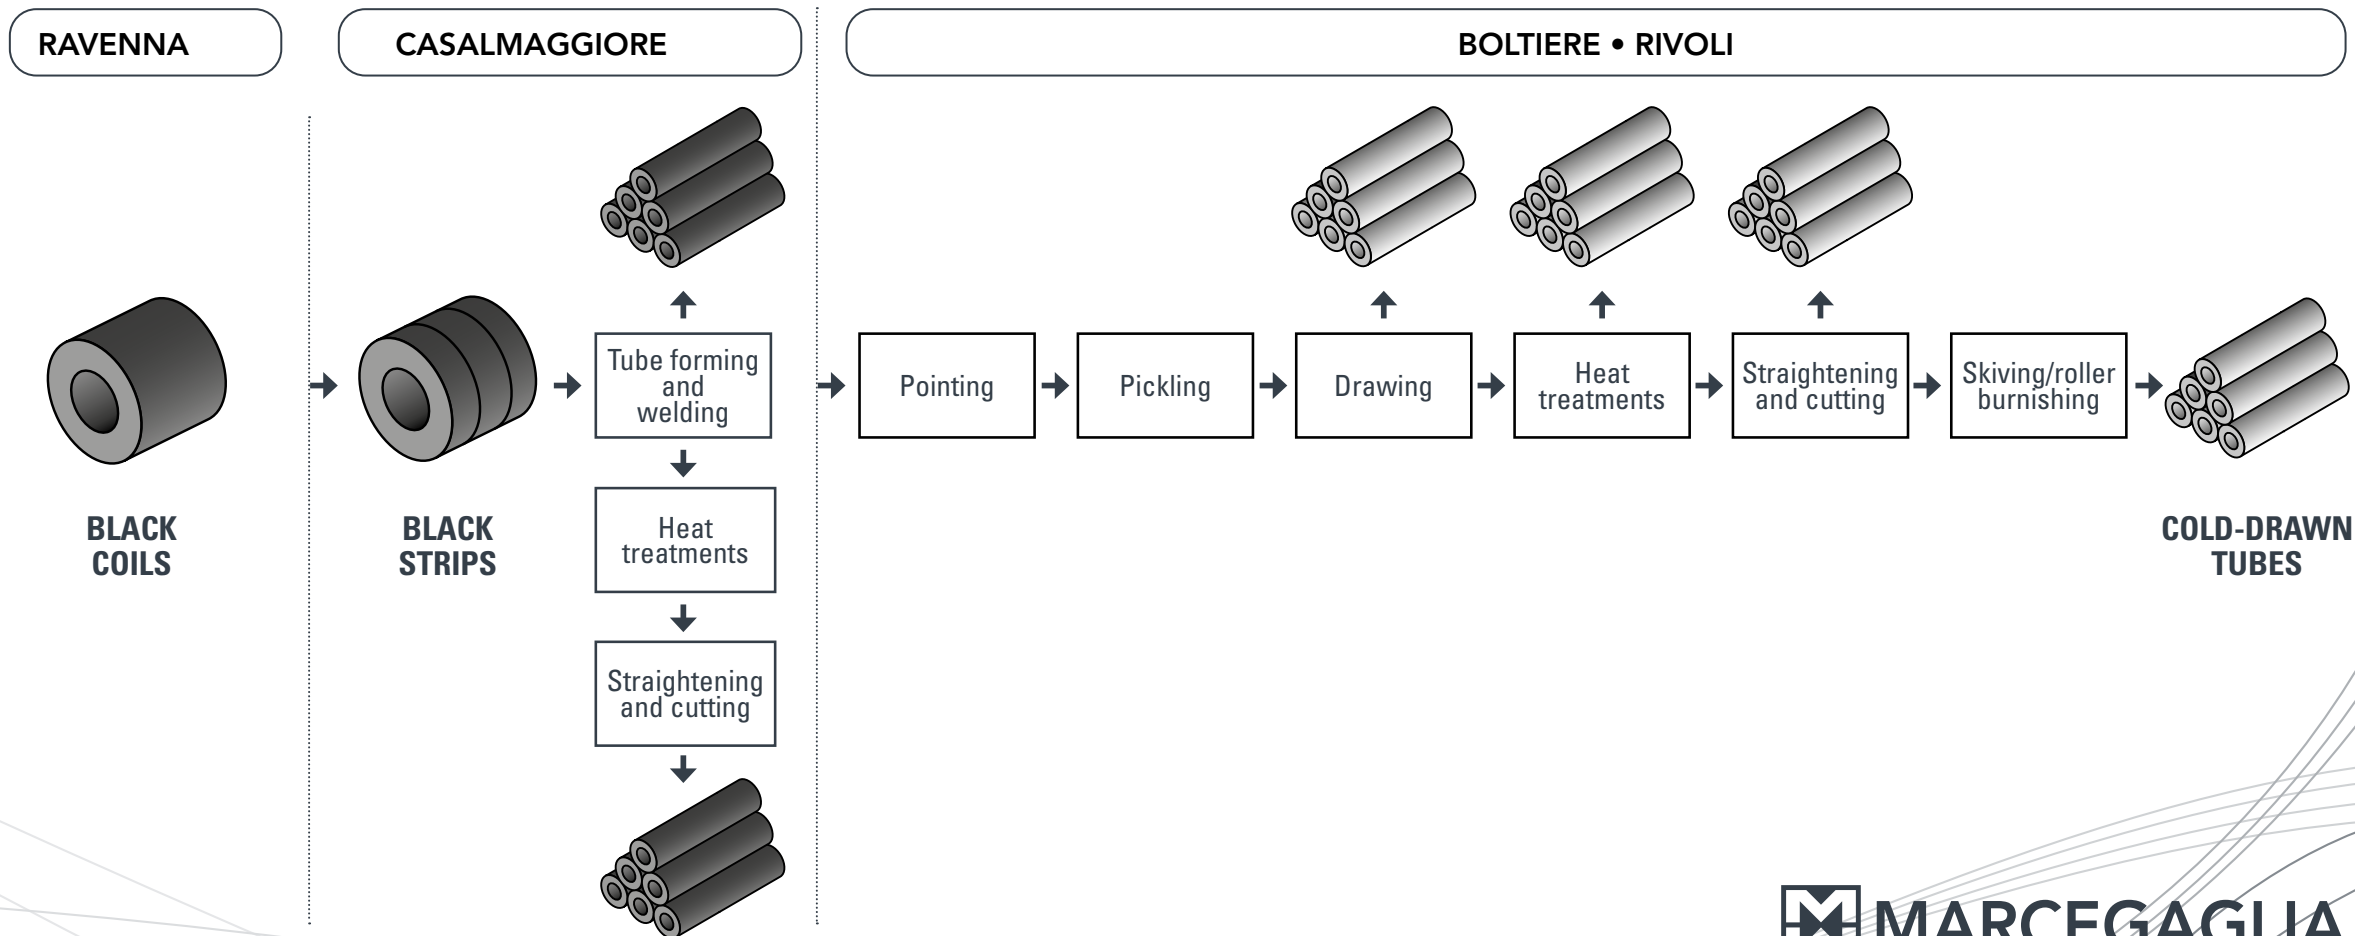 RAVENNA
CASALMAGGIORE
BOLTIERE • RIVOLI
BLACK
COILS
BLACK
STRIPS
Tube forming
and
welding
Heat
treatments
Straightening
and cutting
Pointing
Pickling
Drawing
Heat
treatments
Straightening
and cutting
Skiving/roller
burnishing
COLD-DRAWN
TUBES
MARCEGAGLIA